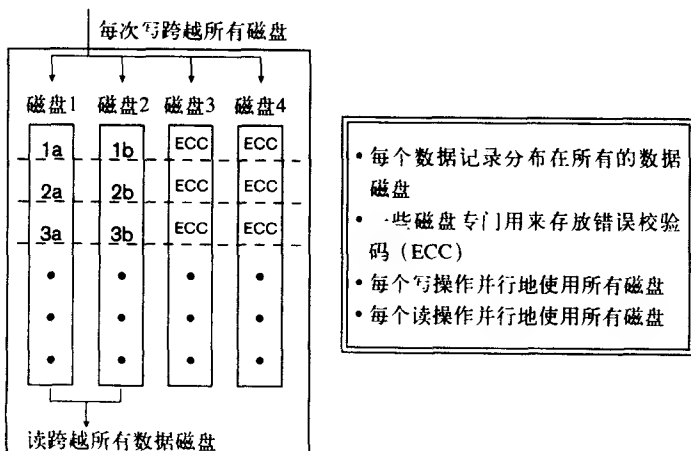 每次写跨越所有磁盘
磁盘1 磁盘2 磁盘3 磁盘4
1a 1b ECC ECC
2a 2b ECC ECC
3a 3b ECC ECC
读跨越所有数据磁盘
• 每个数据记录分布在所有的数据
磁盘
• 一些磁盘专门用来存放错误校验
码（ECC）
• 每个写操作并行地使用所有磁盘
• 每个读操作并行地使用所有磁盘